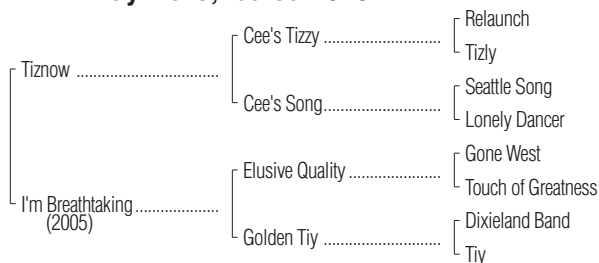 Relaunch
Cee's Tizzy
Tizly
Tiznow
Seattle Song
Cee's Song
Lonely Dancer
Gone West
Elusive Quality
Touch of Greatness
I'm Breathtaking
(2005)
Dixieland Band
Golden Tiy
Tiy